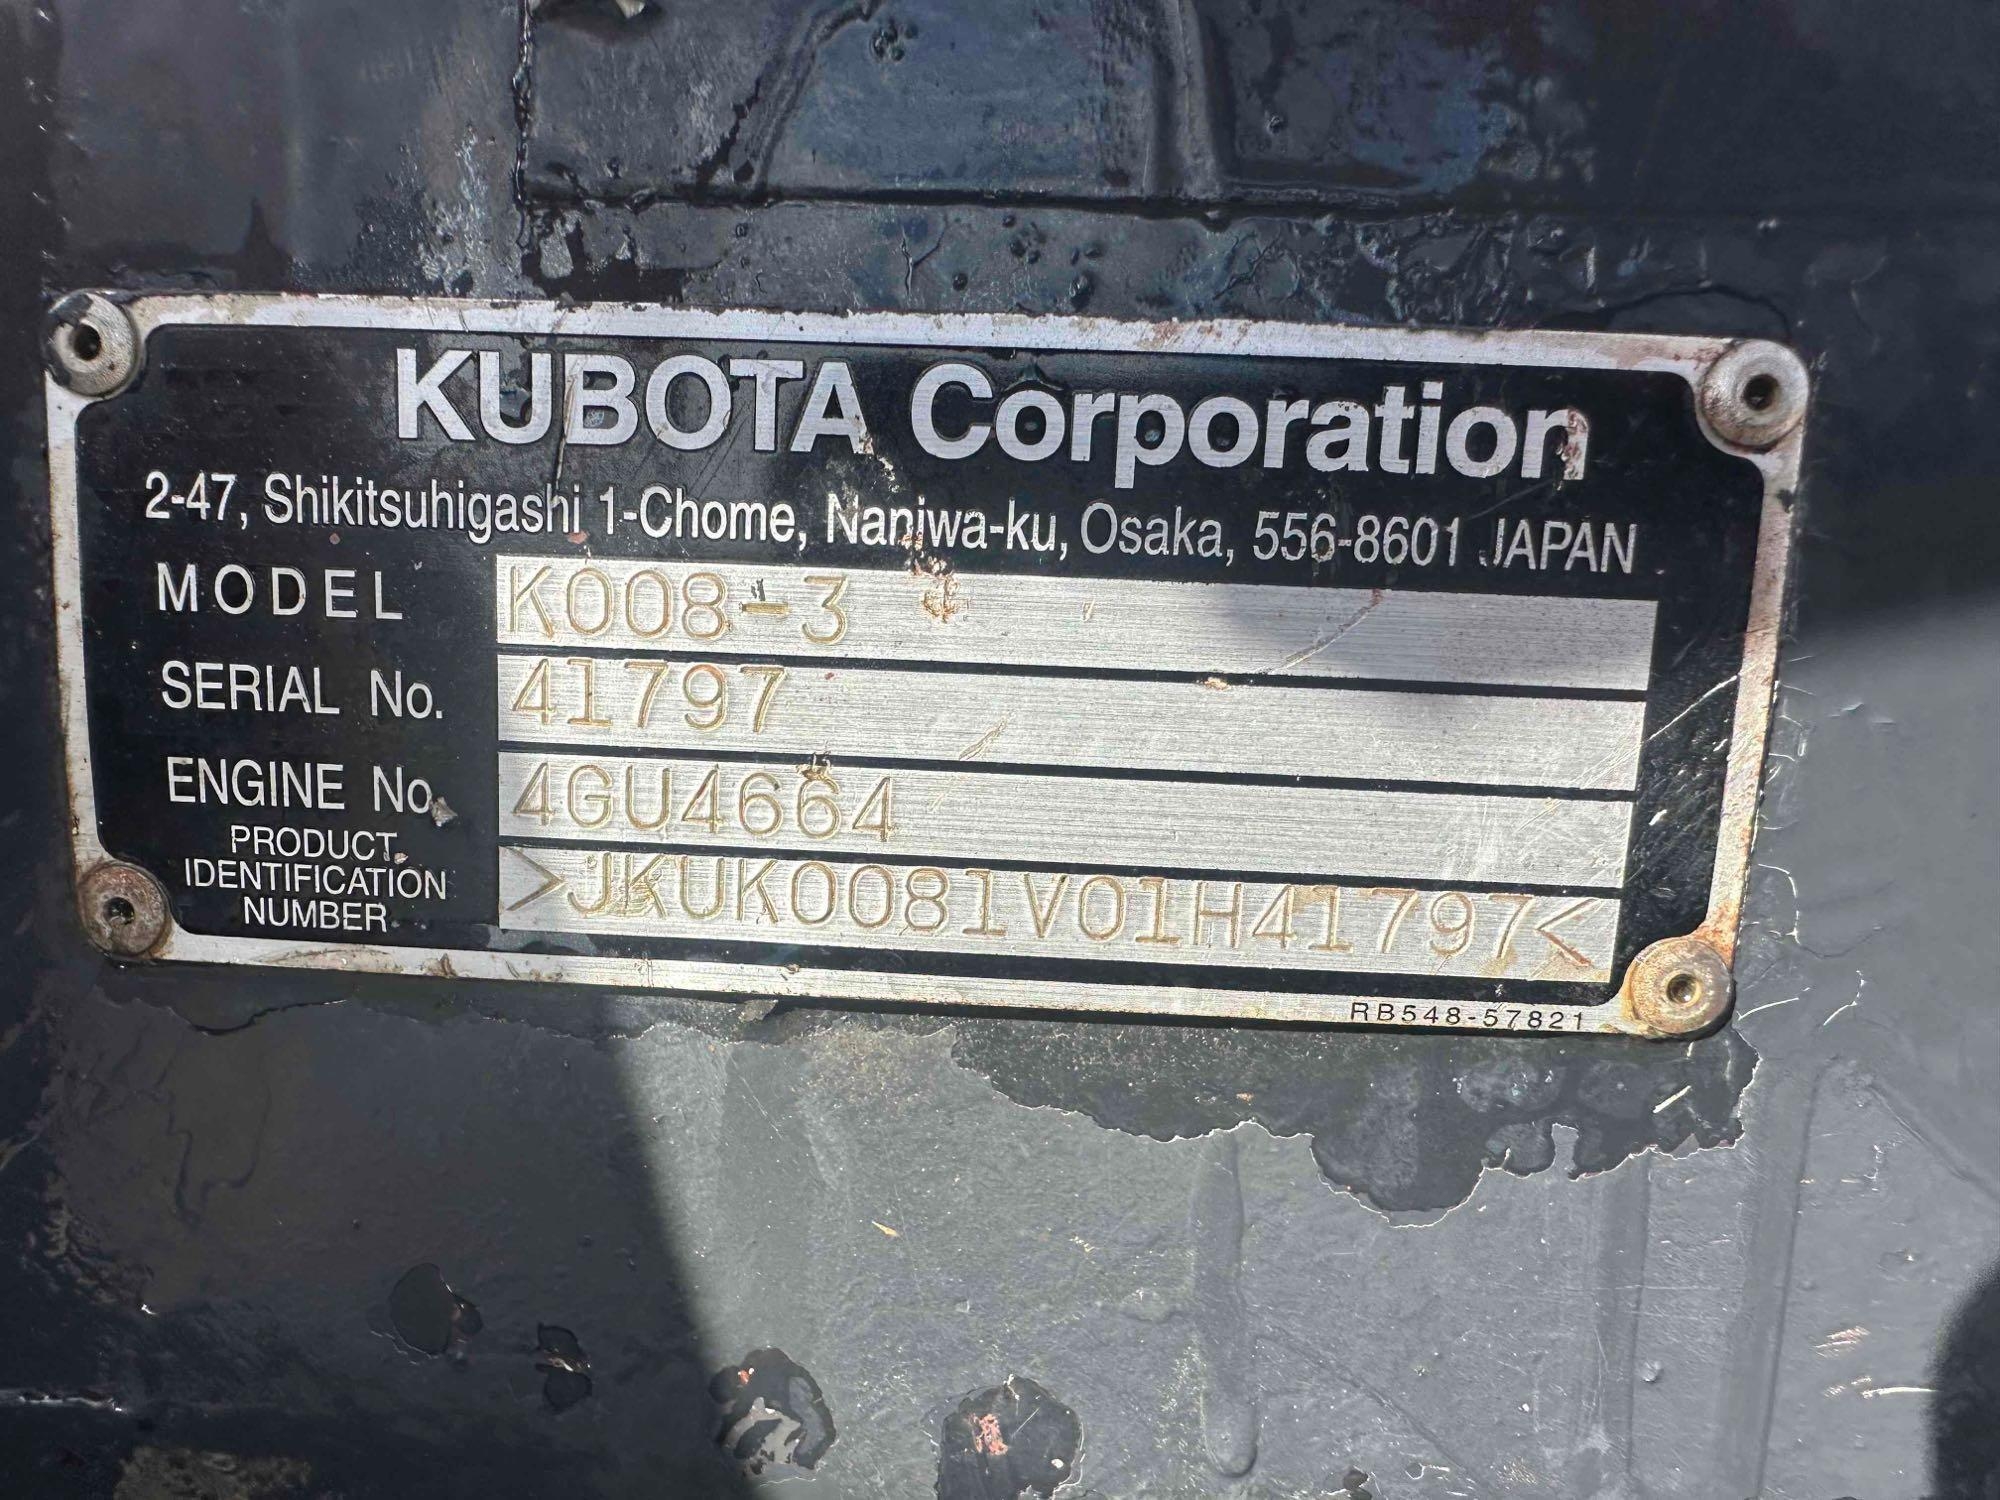 KUBOTA Corporation
2-47, Shikitsuhigashi 1-Chome, Naniwa-ku, Osaka, 556-8601 JAPAN
MODEL K008-3
SERIAL No. 41797
ENGINE No. 4GU4664
PRODUCT
IDENTIFICATION
NUMBER
>JKUK0081V01H41797<
RB548-57821